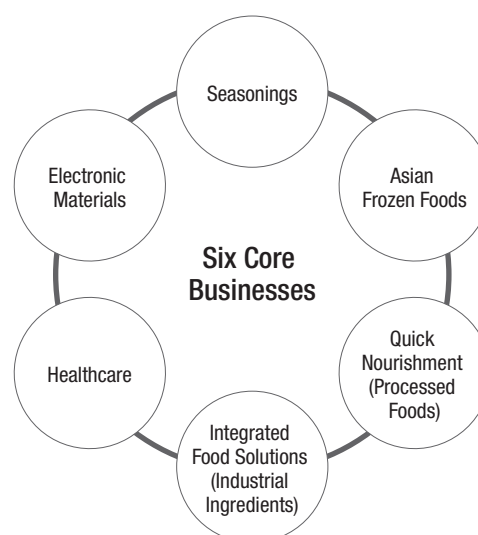 Seasonings
Asian
Frozen Foods
Quick
Nourishment
(Processed
Foods)
Integrated
Food Solutions
(Industrial
Ingredients)
Healthcare
Electronic
Materials
Six Core
Businesses